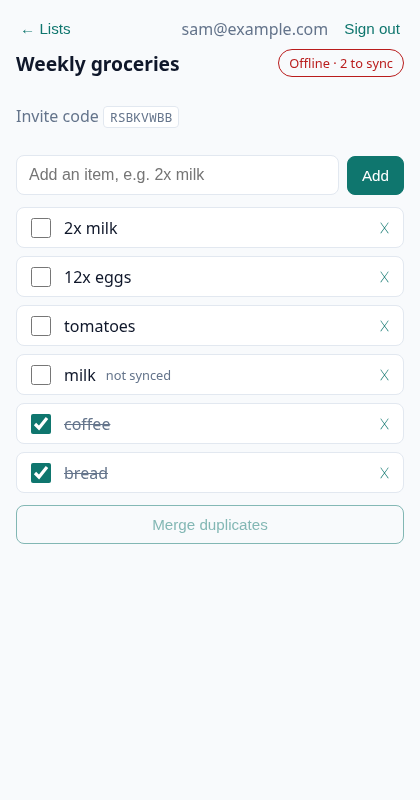 ← Lists sam@example.com Sign out
Weekly groceries Offline · 2 to sync
Invite code RSBKVWBB
Add an item, e.g. 2x milk Add
2x milk X
12x eggs X
tomatoes X
milk not synced X
coffee X
bread X
Merge duplicates